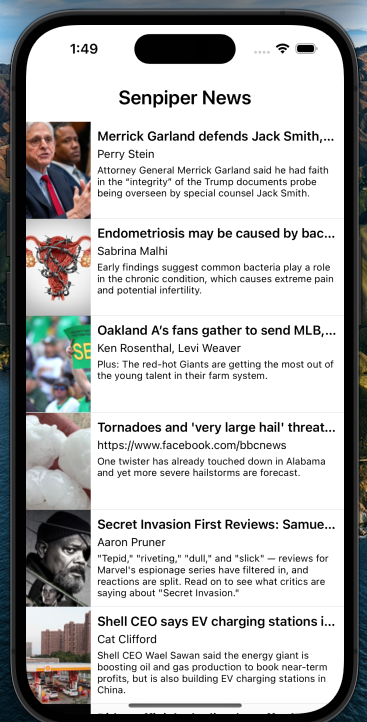 1:49
Senpiper News
Merrick Garland defends Jack Smith,...
Perry Stein
Attorney General Merrick Garland said he had faith
in the “integrity” of the Trump documents probe
being overseen by special counsel Jack Smith.
Endometriosis may be caused by bac...
Sabrina Malhi
Early findings suggest common bacteria play a role
in the chronic condition, which causes extreme pain
and potential infertility.
Oakland A’s fans gather to send MLB,...
Ken Rosenthal, Levi Weaver
Plus: The red-hot Giants are getting the most out of
the young talent in their farm system.
SE
Tornadoes and 'very large hail' threat...
https://www.facebook.com/bbcnews
One twister has already touched down in Alabama
and yet more severe hailstorms are forecast.
Secret Invasion First Reviews: Samue...
Aaron Pruner
"Tepid," "riveting," "dull," and "slick" — reviews for
Marvel's espionage series have filtered in, and
reactions are split. Read on to see what critics are
saying about "Secret Invasion."
Shell CEO says EV charging stations i...
Cat Clifford
Shell CEO Wael Sawan said the energy giant is
boosting oil and gas production to book near-term
profits, but is also building EV charging stations in
China.